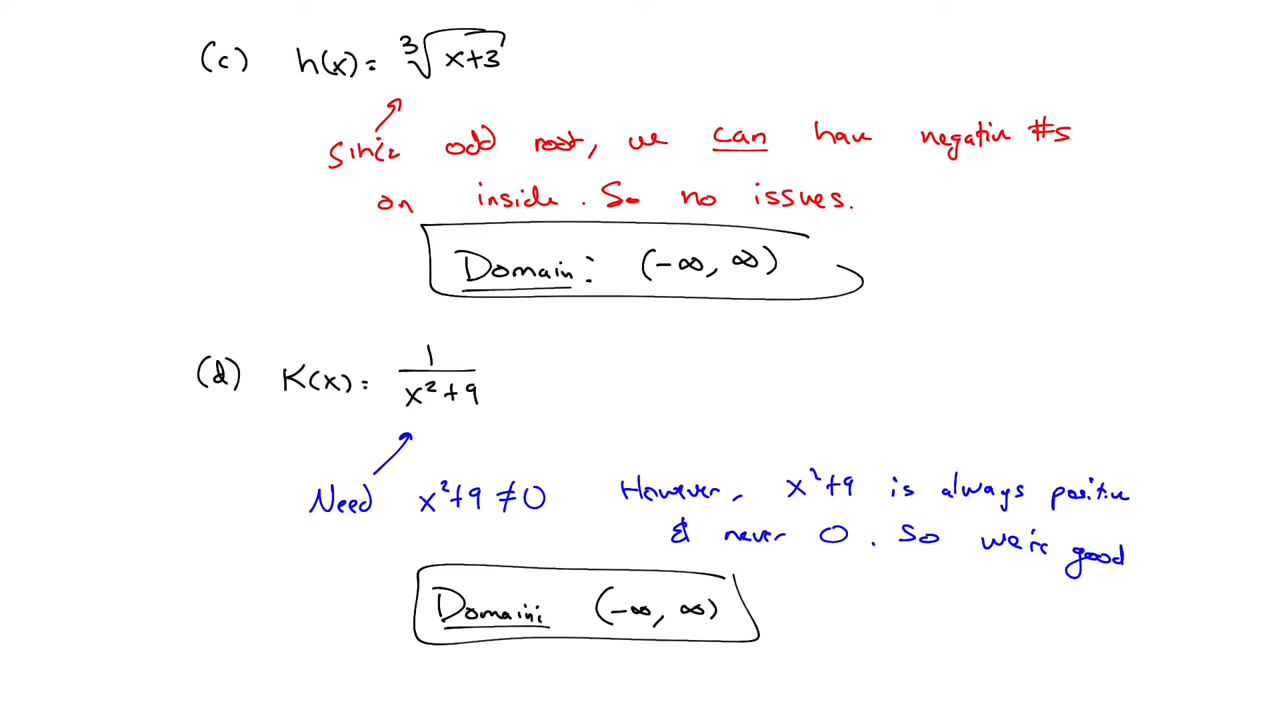 (c) h(x) = ∛(x+3)
Since odd root, we can have negative #s
on inside. So no issues.
Domain: (-∞, ∞)
(d) K(x) = 1/(x²+9)
Need x²+9 ≠ 0 However, x²+9 is always positive
& never 0. So we're good
Domain: (-∞, ∞)